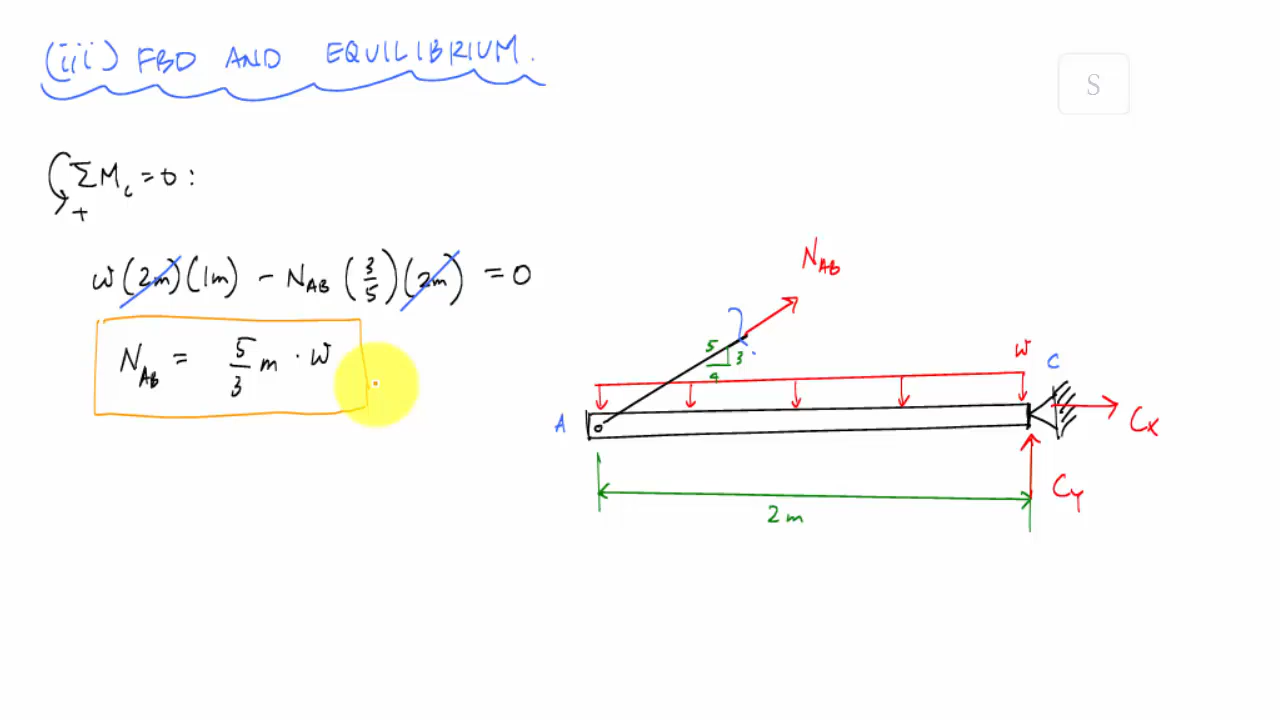 (iii) FBD AND EQUILIBRIUM.
S
ΣM_C = 0 :
+
w (2m)(1m) - N_AB (3/5)(2m) = 0
N_AB = 5/3 m · w
N_AB
5
3
4
w
C
A
C_x
C_y
2 m